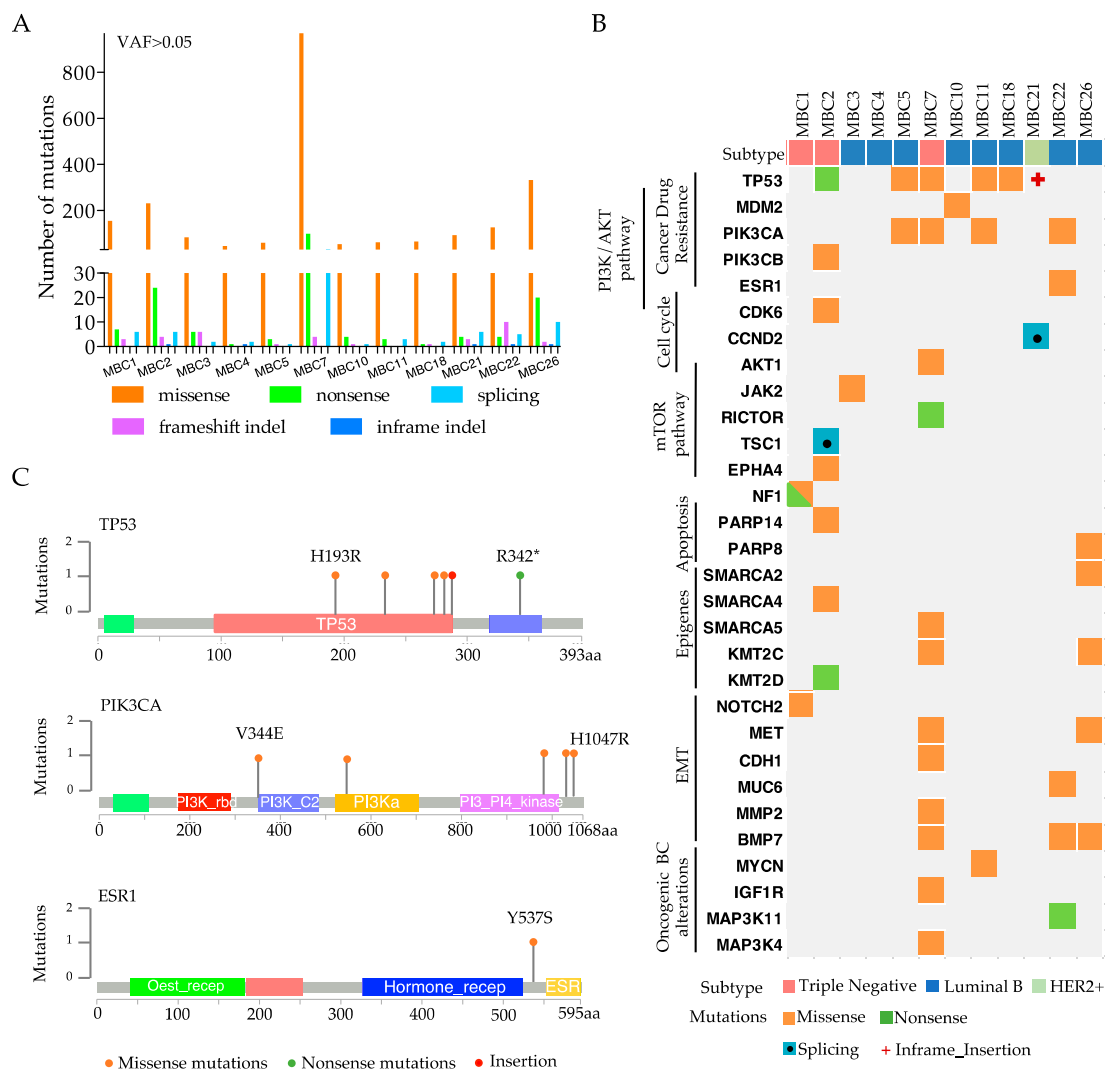 A
VAF>0.05
Number of mutations
800
600
400
200
30
20
10
0
MBC1
MBC2
MBC3
MBC4
MBC5
MBC7
MBC10
MBC11
MBC18
MBC21
MBC22
MBC26
missense
nonsense
splicing
frameshift indel
inframe indel
B
MBC1
MBC2
MBC3
MBC4
MBC5
MBC7
MBC10
MBC11
MBC18
MBC21
MBC22
MBC26
Subtype
PI3K/AKT
pathway
Cancer Drug
Resistance
Cell cycle
mTOR
pathway
Apoptosis
Epigenes
EMT
Oncogenic BC
alterations
TP53
MDM2
PIK3CA
PIK3CB
ESR1
CDK6
CCND2
AKT1
JAK2
RICTOR
TSC1
EPHA4
NF1
PARP14
PARP8
SMARCA2
SMARCA4
SMARCA5
KMT2C
KMT2D
NOTCH2
MET
CDH1
MUC6
MMP2
BMP7
MYCN
IGF1R
MAP3K11
MAP3K4
Subtype Triple Negative Luminal B HER2+
Mutations Missense Nonsense
Splicing + Inframe_Insertion
C
TP53
Mutations
2
1
0
H193R
R342*
TP53
0 100 200 300 393aa
PIK3CA
Mutations
2
1
0
V344E
H1047R
PI3K_rbd PI3K_C2 PI3Ka PI3_PI4_kinase
0 200 400 600 800 1000 1068aa
ESR1
Mutations
2
1
0
Y537S
Oest_recep Hormone_recep ESR
0 100 200 300 400 500 595aa
Missense mutations Nonsense mutations Insertion